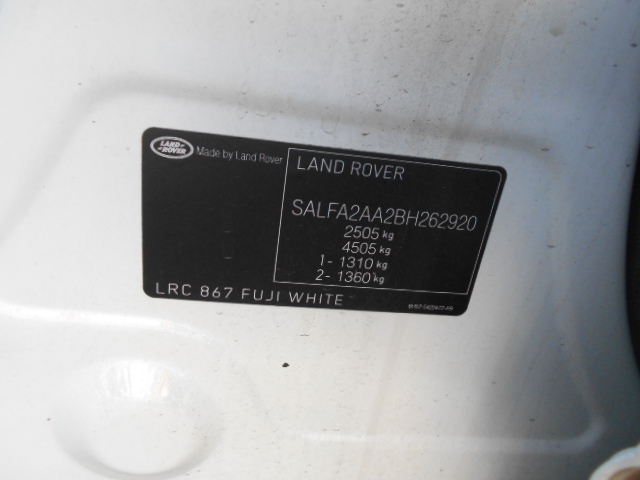 LAND ROVER
Made by Land Rover
LAND ROVER
SALFA2AA2BH262920
2505 kg
4505 kg
1- 1310 kg
2- 1360 kg
LRC 867 FUJI WHITE